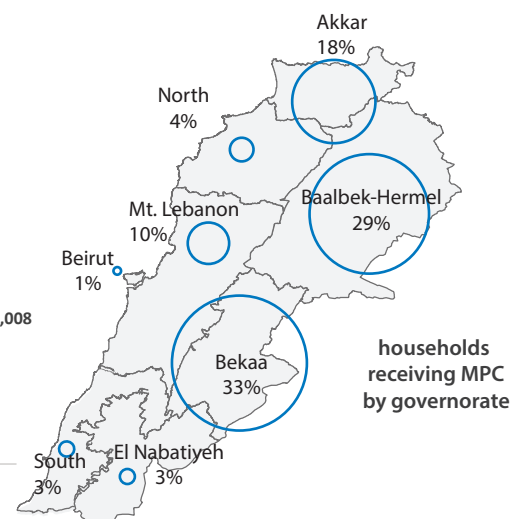 Akkar
18%
North
4%
Baalbek-Hermel
29%
Mt. Lebanon
10%
Beirut
1%
,008
Bekaa
33%
households
receiving MPC
by governorate
El Nabatiyeh
3%
South
3%